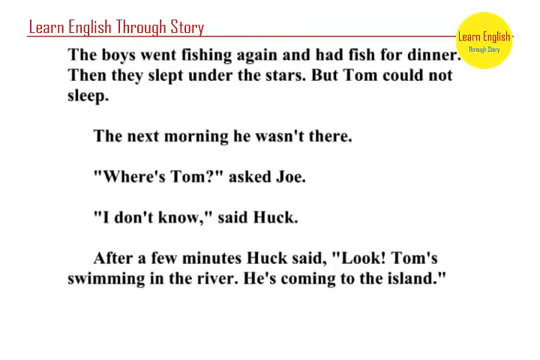 Learn English Through Story
Learn English
Through Story
The boys went fishing again and had fish for dinner.
Then they slept under the stars. But Tom could not
sleep.
The next morning he wasn't there.
"Where's Tom?" asked Joe.
"I don't know," said Huck.
After a few minutes Huck said, "Look! Tom's
swimming in the river. He's coming to the island."